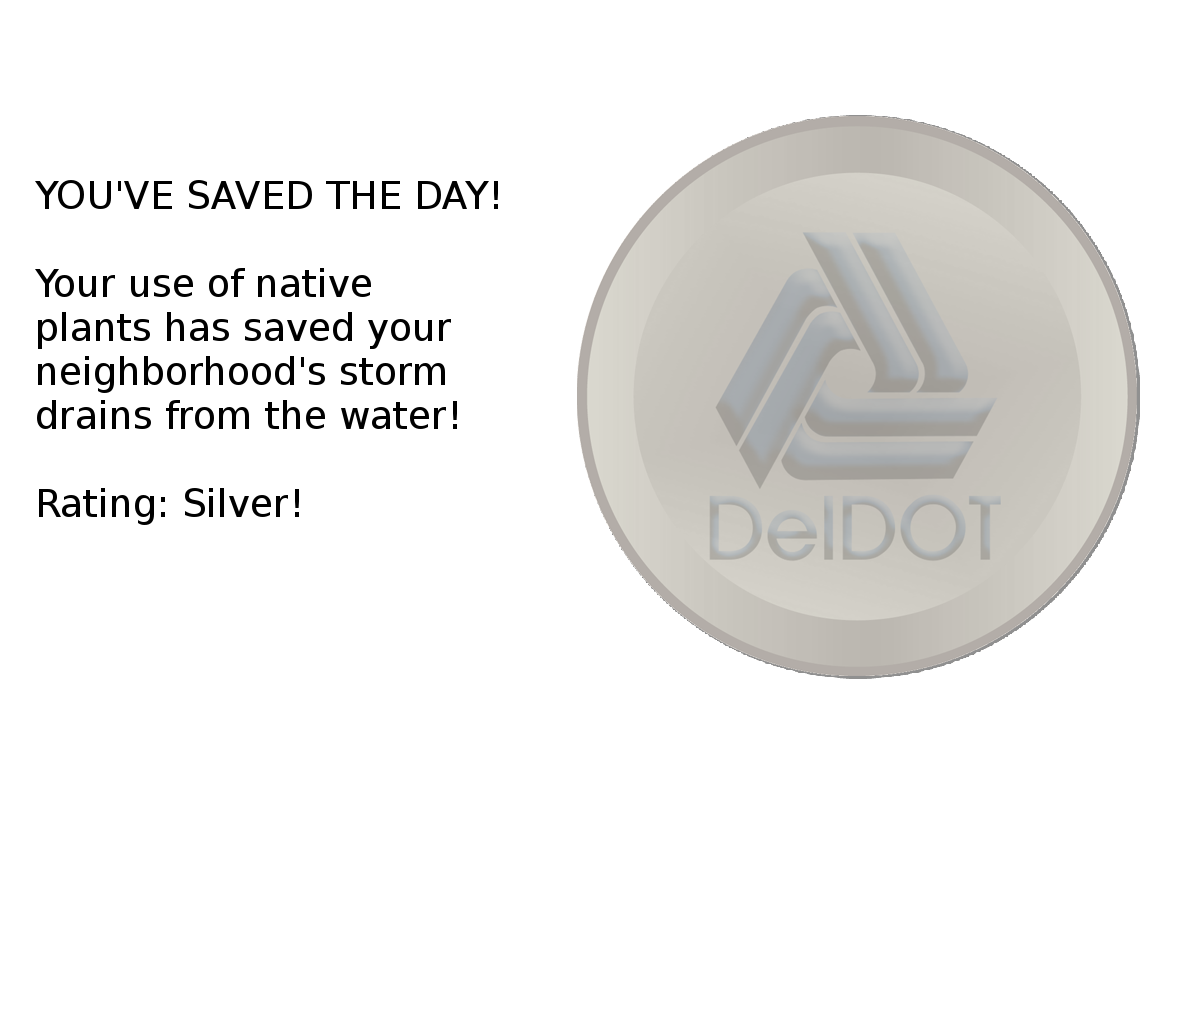 YOU'VE SAVED THE DAY!
Your use of native
plants has saved your
neighborhood's storm
drains from the water!
Rating: Silver!
DelDOT